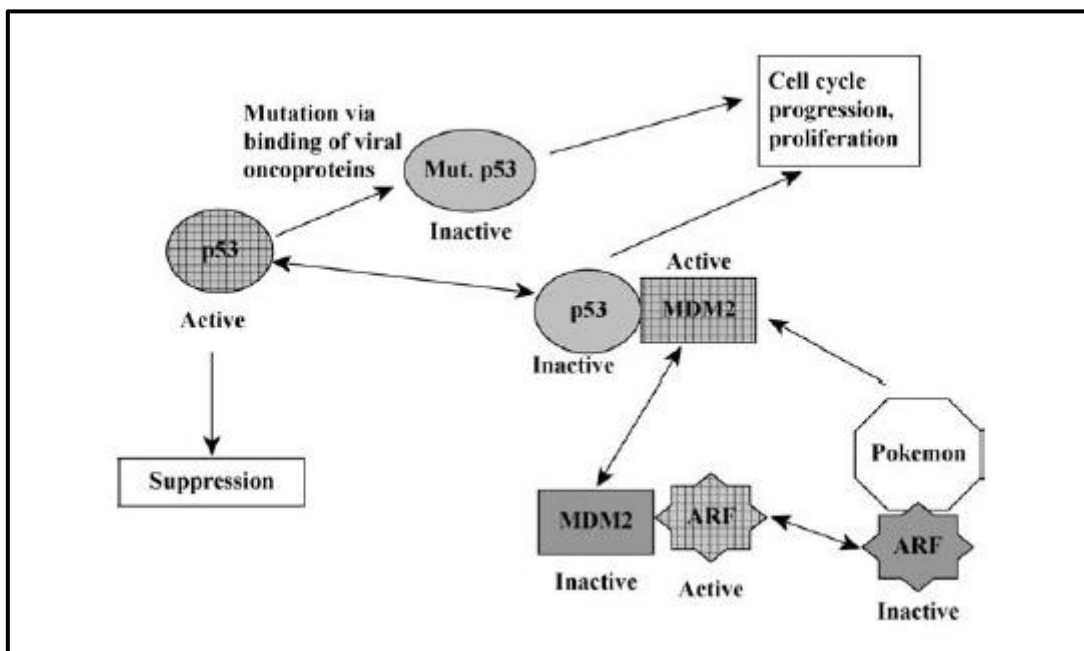 Cell cycle
progression,
proliferation
Mutation via
binding of viral
oncoproteins
Mut. p53
Inactive
p53
Active
Active
p53
MDM2
Inactive
Suppression
Pokemon
MDM2
ARF
ARF
Inactive
Active
Inactive